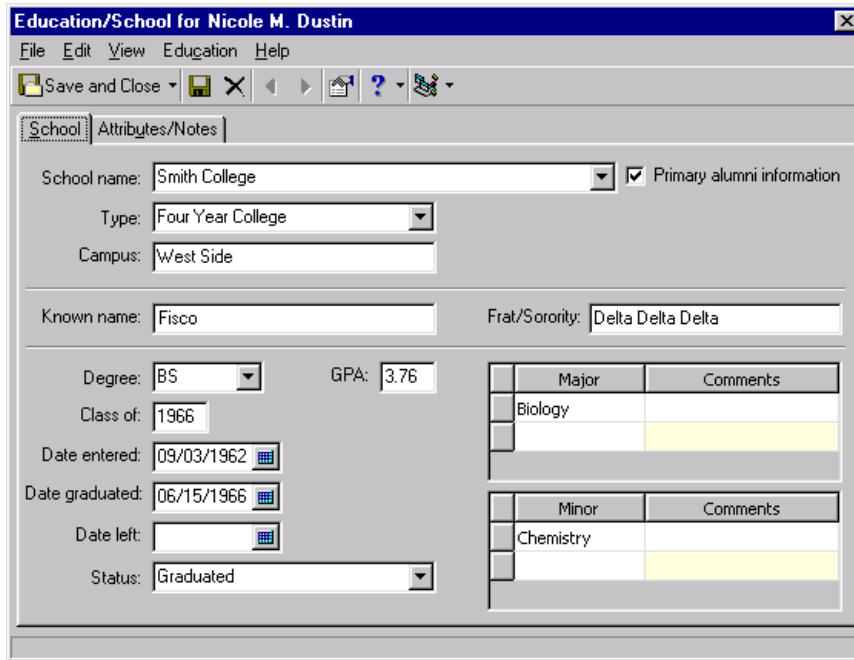 Education/School for Nicole M. Dustin
File Edit View Education Help
Save and Close ?
School Attributes/Notes
School name: Smith College Primary alumni information
Type: Four Year College
Campus: West Side
Known name: Fisco Frat/Sorority: Delta Delta Delta
Degree: BS GPA: 3.76 Major Comments
Biology
Class of: 1966
Date entered: 09/03/1962
Date graduated: 06/15/1966 Minor Comments
Date left: Chemistry
Status: Graduated